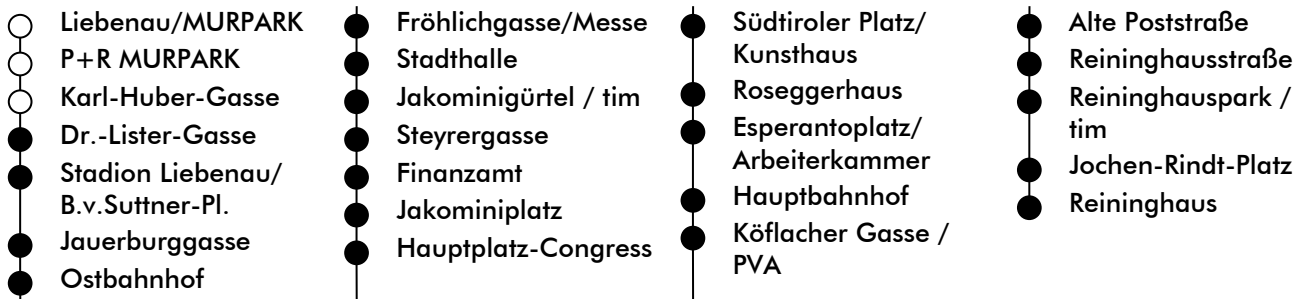 Liebenau/MURPARK
P+R MURPARK
Karl-Huber-Gasse
Dr.-Lister-Gasse
Stadion Liebenau/
B.v.Suttner-Pl.
Jauerburggasse
Ostbahnhof
Fröhlichgasse/Messe
Stadthalle
Jakominigürtel / tim
Steyrergasse
Finanzamt
Jakominiplatz
Hauptplatz-Congress
Südtiroler Platz/
Kunsthaus
Roseggerhaus
Esperantoplatz/
Arbeiterkammer
Hauptbahnhof
Köflacher Gasse /
PVA
Alte Poststraße
Reininghausstraße
Reininghauspark /
tim
Jochen-Rindt-Platz
Reininghaus